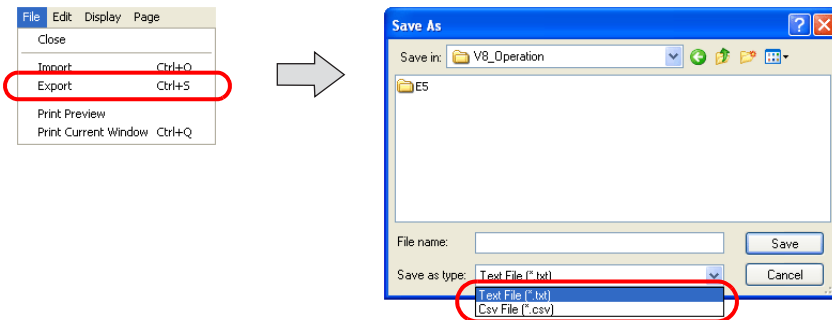 File Edit Display Page
Close
Import Ctrl+O
Export Ctrl+S
Print Preview
Print Current Window Ctrl+Q
Save As
Save in: V8_Operation
E5
File name:
Save
Save as type: Text File (*.txt)
Cancel
Text File (*.txt)
Csv File (*.csv)